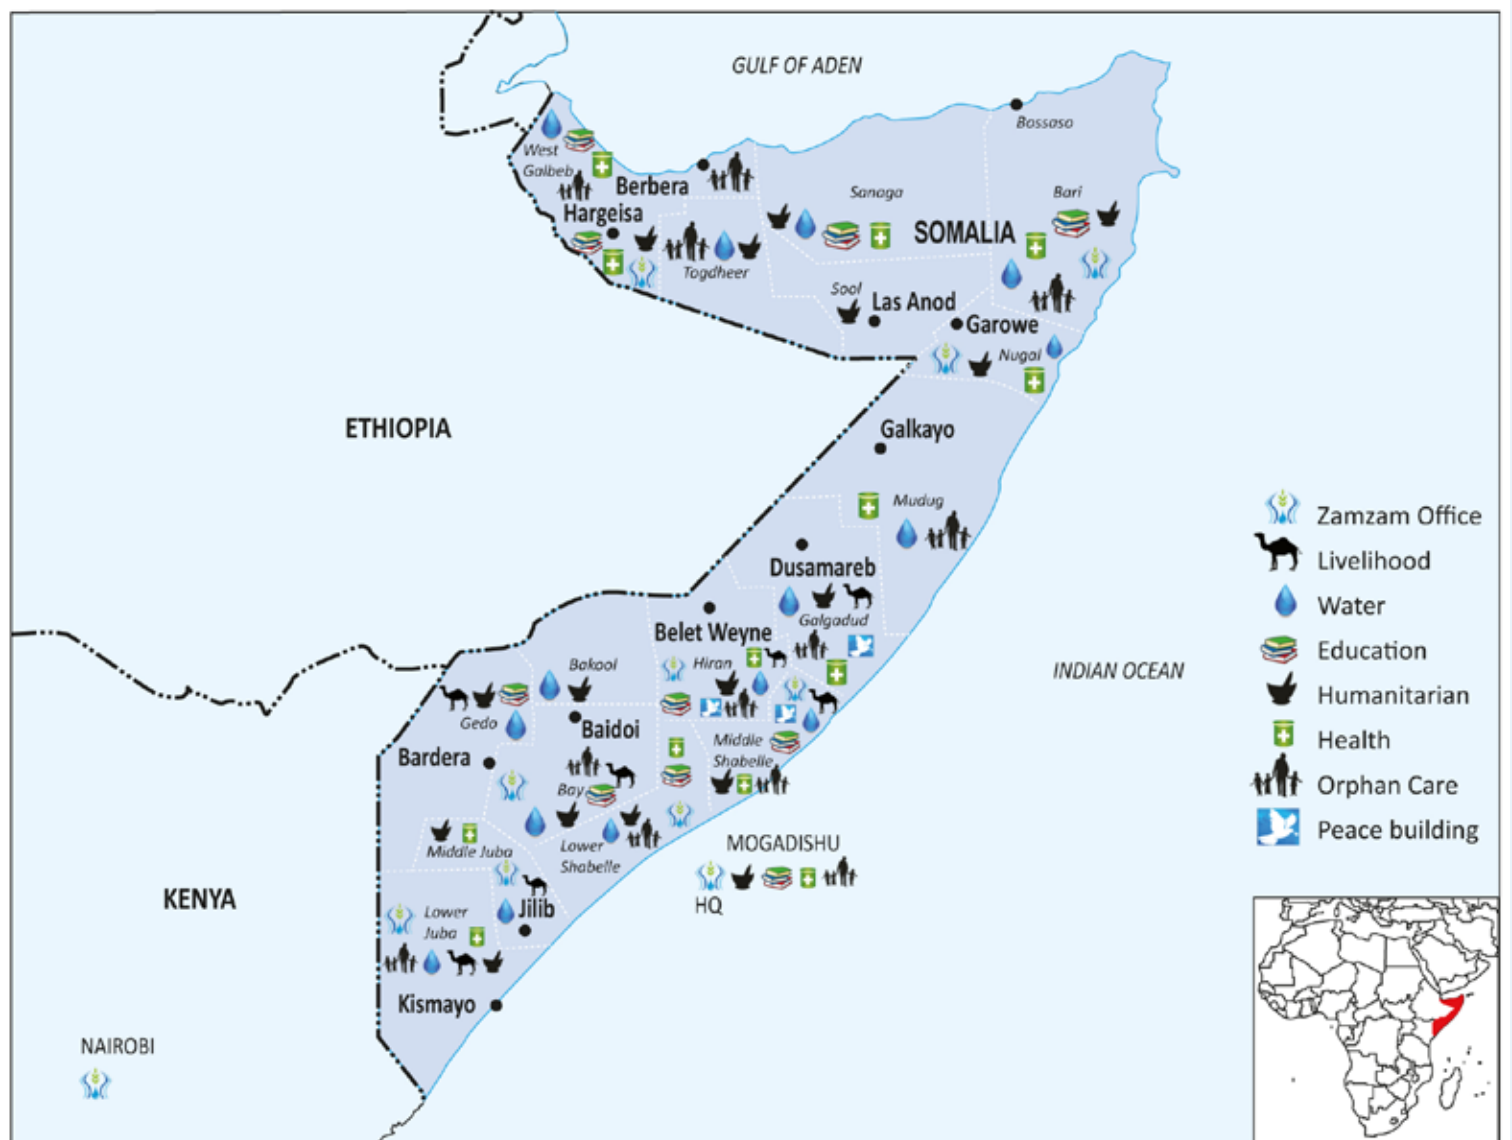 GULF OF ADEN
Bossaso
West
Galbeb
Berbera
Sanaga
Bari
Hargeisa
SOMALIA
Togdheer
Sool
Las Anod
Garowe
Nugal
ETHIOPIA
Galkayo
Mudug
Dusamareb
Galgadud
Belet Weyne
Hiran
Bakool
INDIAN OCEAN
Gedo
Baidoi
Bardera
Middle
Shabelle
Bay
Middle Juba
Lower
Shabelle
MOGADISHU
HQ
KENYA
Lower
Juba
Jilib
Kismayo
NAIROBI
Zamzam Office
Livelihood
Water
Education
Humanitarian
Health
Orphan Care
Peace building